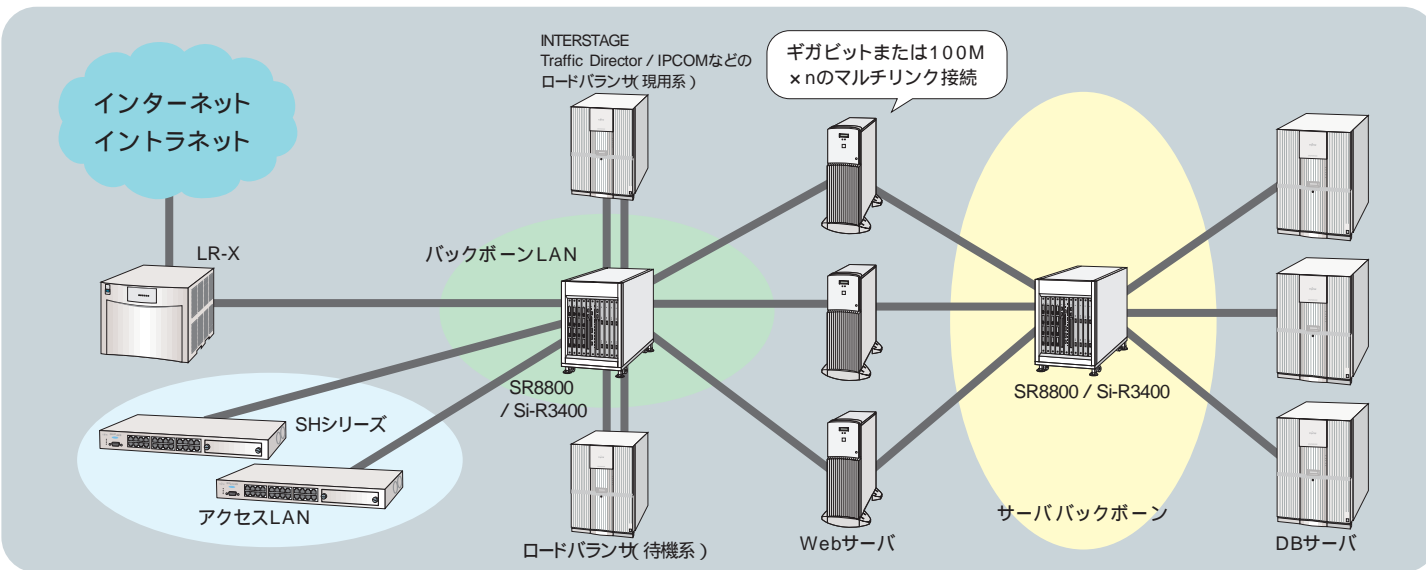 INTERSTAGE
Traffic Director / IPCOMなどの
ロードバランサ(現用系)
ギガビットまたは100M
×nのマルチリンク接続
インターネット
イントラネット
LR-X
バックボーンLAN
SR8800
/ Si-R3400
SR8800 / Si-R3400
SHシリーズ
アクセスLAN
ロードバランサ(待機系)
Webサーバ
サーババックボーン
DBサーバ